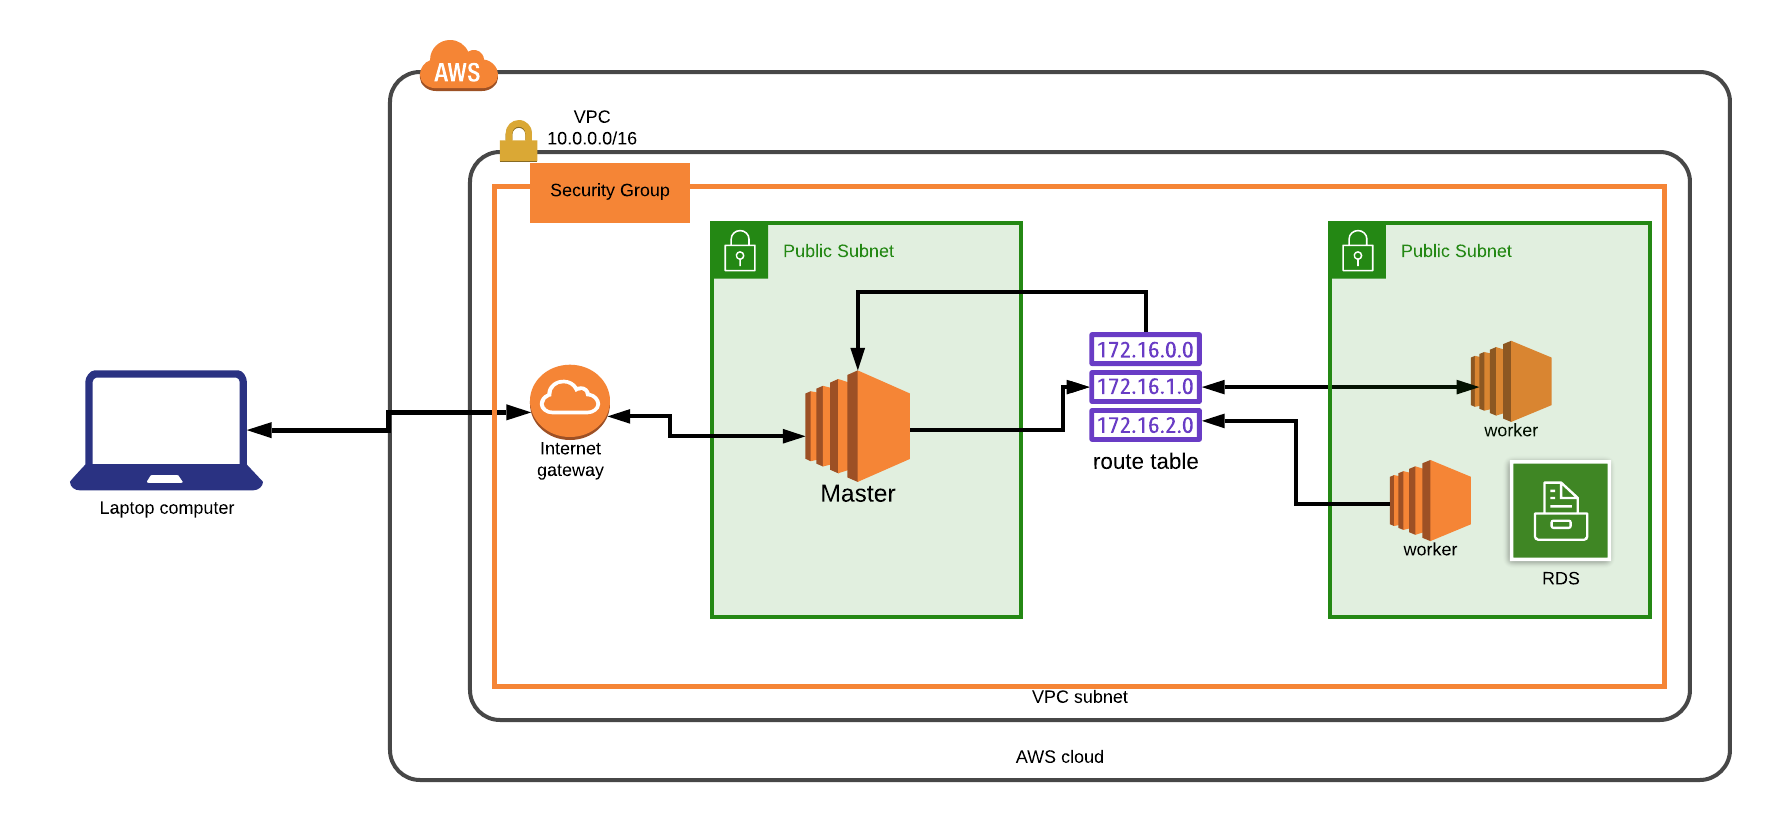 AWS
VPC
10.0.0.0/16
Security Group
Public Subnet
Public Subnet
172.16.0.0
172.16.1.0
172.16.2.0
route table
Internet
gateway
Master
worker
worker
RDS
Laptop computer
VPC subnet
AWS cloud